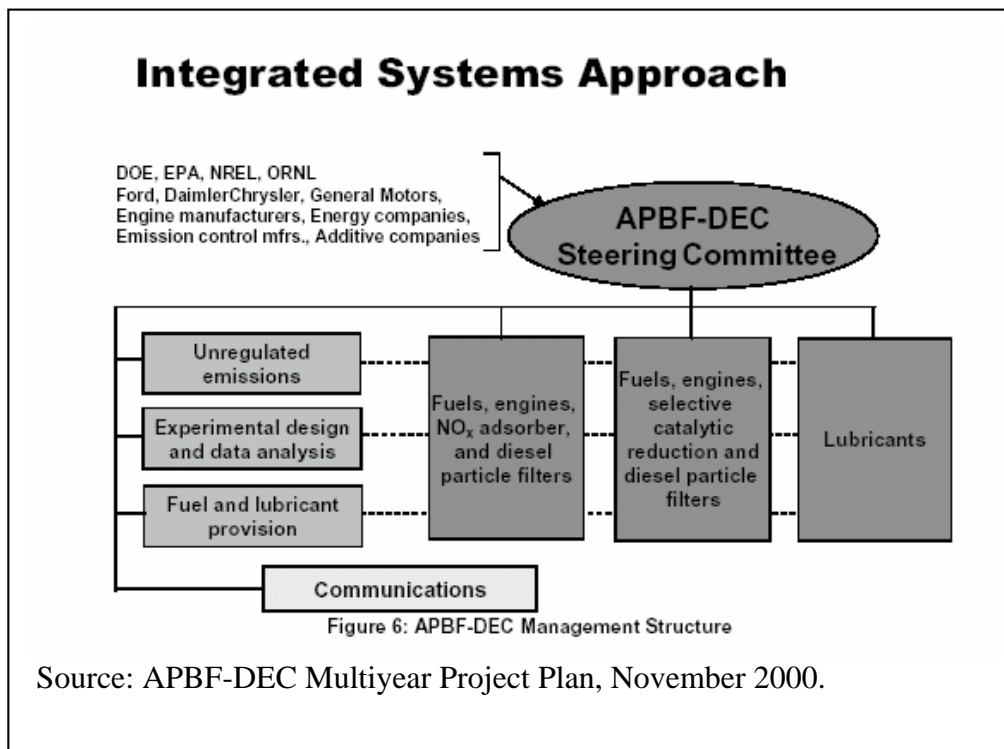 Integrated Systems Approach
DOE, EPA, NREL, ORNL
Ford, DaimlerChrysler, General Motors,
Engine manufacturers, Energy companies,
Emission control mfrs., Additive companies
APBF-DEC
Steering Committee
Unregulated
emissions
Experimental design
and data analysis
Fuel and lubricant
provision
Fuels, engines,
NOx adsorber,
and diesel
particle filters
Fuels, engines,
selective
catalytic
reduction and
diesel particle
filters
Lubricants
Communications
Figure 6: APBF-DEC Management Structure
Source: APBF-DEC Multiyear Project Plan, November 2000.